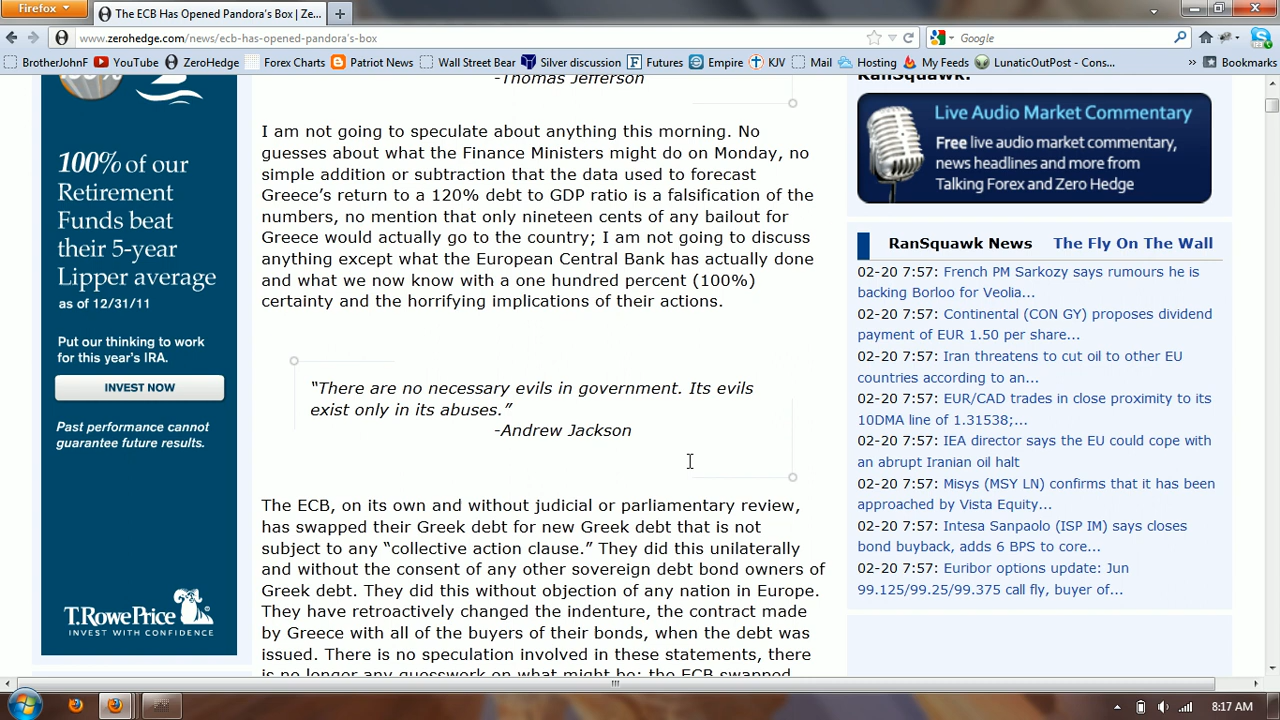 Firefox
The ECB Has Opened Pandora's Box | Ze...
www.zerohedge.com/news/ecb-has-opened-pandora's-box
Google
BrotherJohnF
YouTube
ZeroHedge
Forex Charts
Patriot News
Wall Street Bear
Silver discussion
Futures
Empire
KJV
Mail
Hosting
My Feeds
LunaticOutPost - Cons...
»
Bookmarks
100% of our
Retirement
Funds beat
their 5-year
Lipper average
as of 12/31/11
Put our thinking to work
for this year's IRA.
INVEST NOW
Past performance cannot
guarantee future results.
T.RowePrice
INVEST WITH CONFIDENCE
-Thomas Jefferson
I am not going to speculate about anything this morning. No
guesses about what the Finance Ministers might do on Monday, no
simple addition or subtraction that the data used to forecast
Greece's return to a 120% debt to GDP ratio is a falsification of the
numbers, no mention that only nineteen cents of any bailout for
Greece would actually go to the country; I am not going to discuss
anything except what the European Central Bank has actually done
and what we now know with a one hundred percent (100%)
certainty and the horrifying implications of their actions.
“There are no necessary evils in government. Its evils
exist only in its abuses.”
-Andrew Jackson
The ECB, on its own and without judicial or parliamentary review,
has swapped their Greek debt for new Greek debt that is not
subject to any “collective action clause.” They did this unilaterally
and without the consent of any other sovereign debt bond owners of
Greek debt. They did this without objection of any nation in Europe.
They have retroactively changed the indenture, the contract made
by Greece with all of the buyers of their bonds, when the debt was
issued. There is no speculation involved in these statements, there
is no longer any guesswork on what might be; the ECB swapped
RanSquawk:
Live Audio Market Commentary
Free live audio market commentary,
news headlines and more from
Talking Forex and Zero Hedge
RanSquawk News
The Fly On The Wall
02-20 7:57: French PM Sarkozy says rumours he is
backing Borloo for Veolia...
02-20 7:57: Continental (CON GY) proposes dividend
payment of EUR 1.50 per share...
02-20 7:57: Iran threatens to cut oil to other EU
countries according to an...
02-20 7:57: EUR/CAD trades in close proximity to its
10DMA line of 1.31538;...
02-20 7:57: IEA director says the EU could cope with
an abrupt Iranian oil halt
02-20 7:57: Misys (MSY LN) confirms that it has been
approached by Vista Equity...
02-20 7:57: Intesa Sanpaolo (ISP IM) says closes
bond buyback, adds 6 BPS to core...
02-20 7:57: Euribor options update: Jun
99.125/99.25/99.375 call fly, buyer of...
8:17 AM